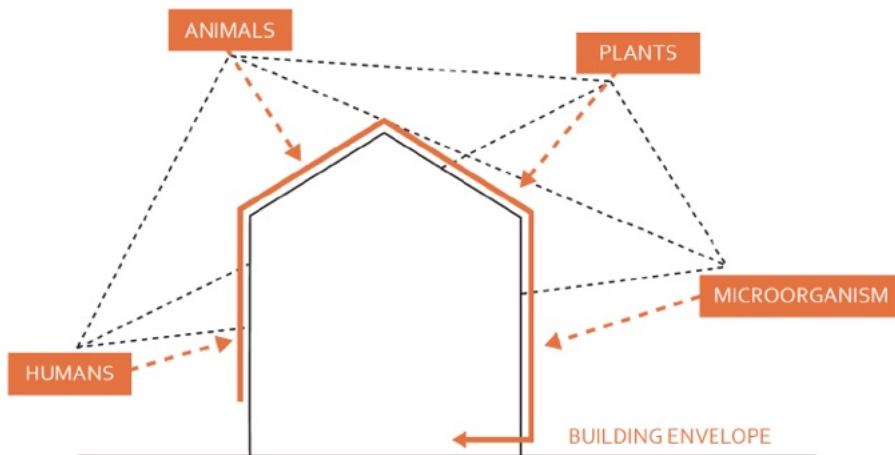 ANIMALS
PLANTS
MICROORGANISM
HUMANS
BUILDING ENVELOPE